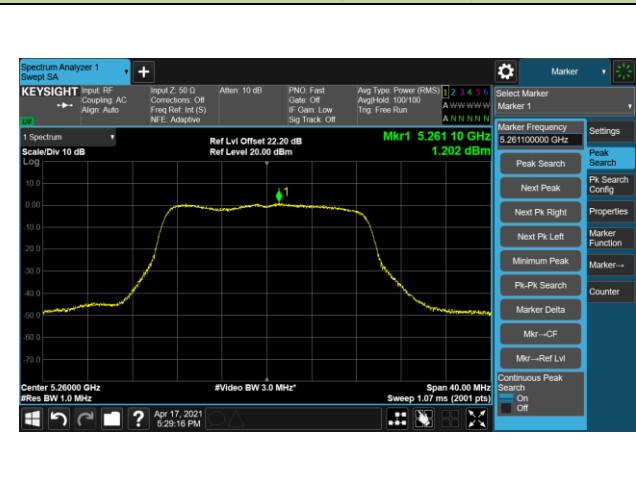 Spectrum Analyzer 1
Swept SA
+
Marker
KEYSIGHT
Input: RF
Coupling: AC
Align: Auto
Input Z: 50 Ω
Corrections: Off
Freq Ref: Int (S)
NFE: Adaptive
Atten: 10 dB
PNO: Fast
Gate: Off
IF Gain: Low
Sig Track: Off
Avg Type: Power (RMS)
Avg|Hold: 100/100
Trig: Free Run
1 2 3 4 5 6
A W W W W W
A N N N N N
Select Marker
Marker 1
LV
1 Spectrum
Scale/Div 10 dB
Log
Ref Lvl Offset 22.20 dB
Ref Level 20.00 dBm
Mkr1 5.261 10 GHz
1.202 dBm
10.0
0.00
-10.0
-20.0
-30.0
-40.0
-50.0
-60.0
-70.0
1
Center 5.26000 GHz
#Res BW 1.0 MHz
#Video BW 3.0 MHz*
Span 40.00 MHz
Sweep 1.07 ms (2001 pts)
Marker Frequency
5.261100000 GHz
Peak Search
Next Peak
Next Pk Right
Next Pk Left
Minimum Peak
Pk-Pk Search
Marker Delta
Mkr→CF
Mkr→Ref Lvl
Continuous Peak
Search
On
Off
Settings
Peak
Search
Pk Search
Config
Properties
Marker
Function
Marker→
Counter
?
Apr 17, 2021
5:29:16 PM